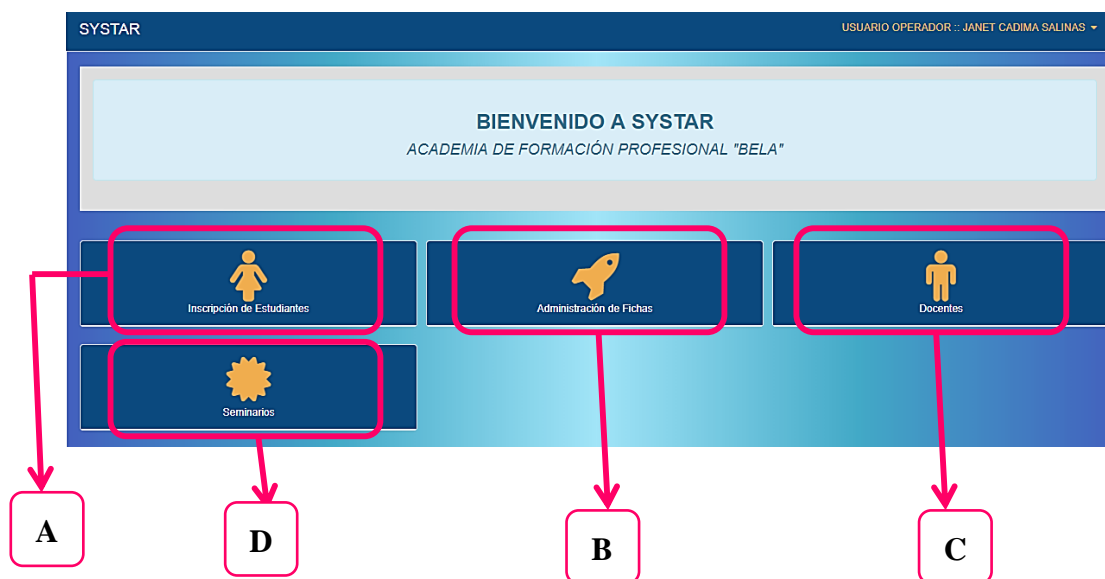 SYSTAR
USUARIO OPERADOR :: JANET CADIMA SALINAS
BIENVENIDO A SYSTAR
ACADEMIA DE FORMACIÓN PROFESIONAL "BELA"
Inscripción de Estudiantes
Administración de Fichas
Docentes
Seminarios
A
D
B
C